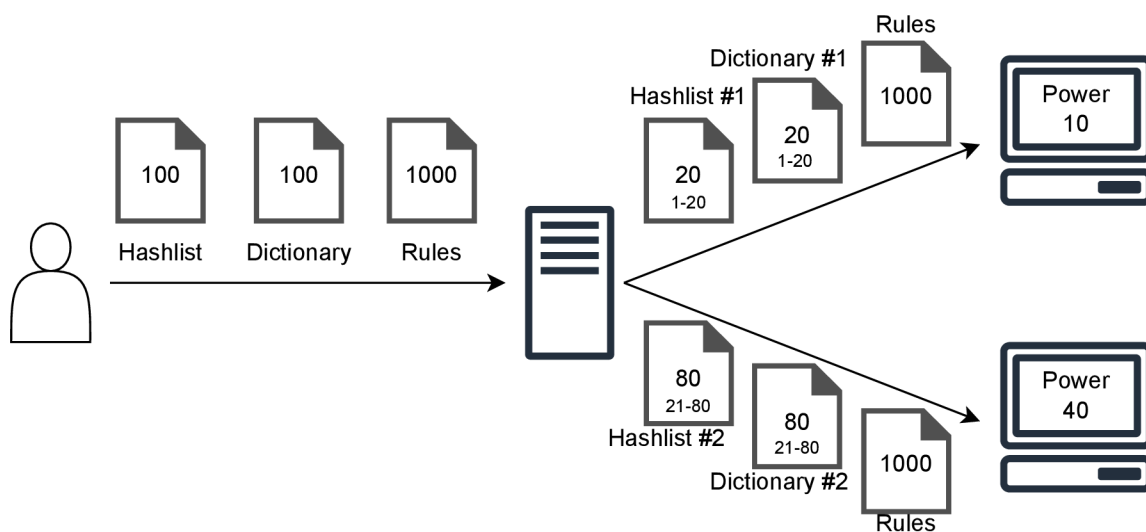 100
Hashlist
100
Dictionary
1000
Rules
Hashlist #1
20
1-20
Dictionary #1
20
1-20
Rules
1000
Power
10
80
21-80
Hashlist #2
80
21-80
Dictionary #2
1000
Rules
Power
40